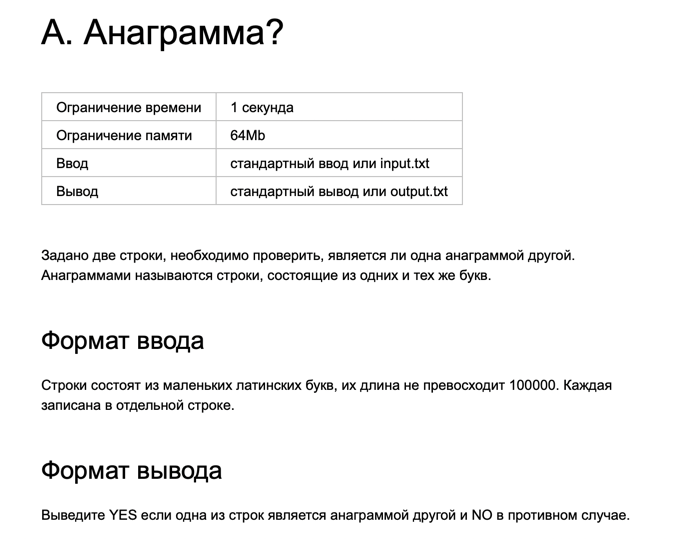 A. Анаграмма?
Ограничение времени 1 секунда
Ограничение памяти 64Mb
Ввод стандартный ввод или input.txt
Вывод стандартный вывод или output.txt
Задано две строки, необходимо проверить, является ли одна анаграммой другой.
Анаграммами называются строки, состоящие из одних и тех же букв.
Формат ввода
Строки состоят из маленьких латинских букв, их длина не превосходит 100000. Каждая
записана в отдельной строке.
Формат вывода
Выведите YES если одна из строк является анаграммой другой и NO в противном случае.